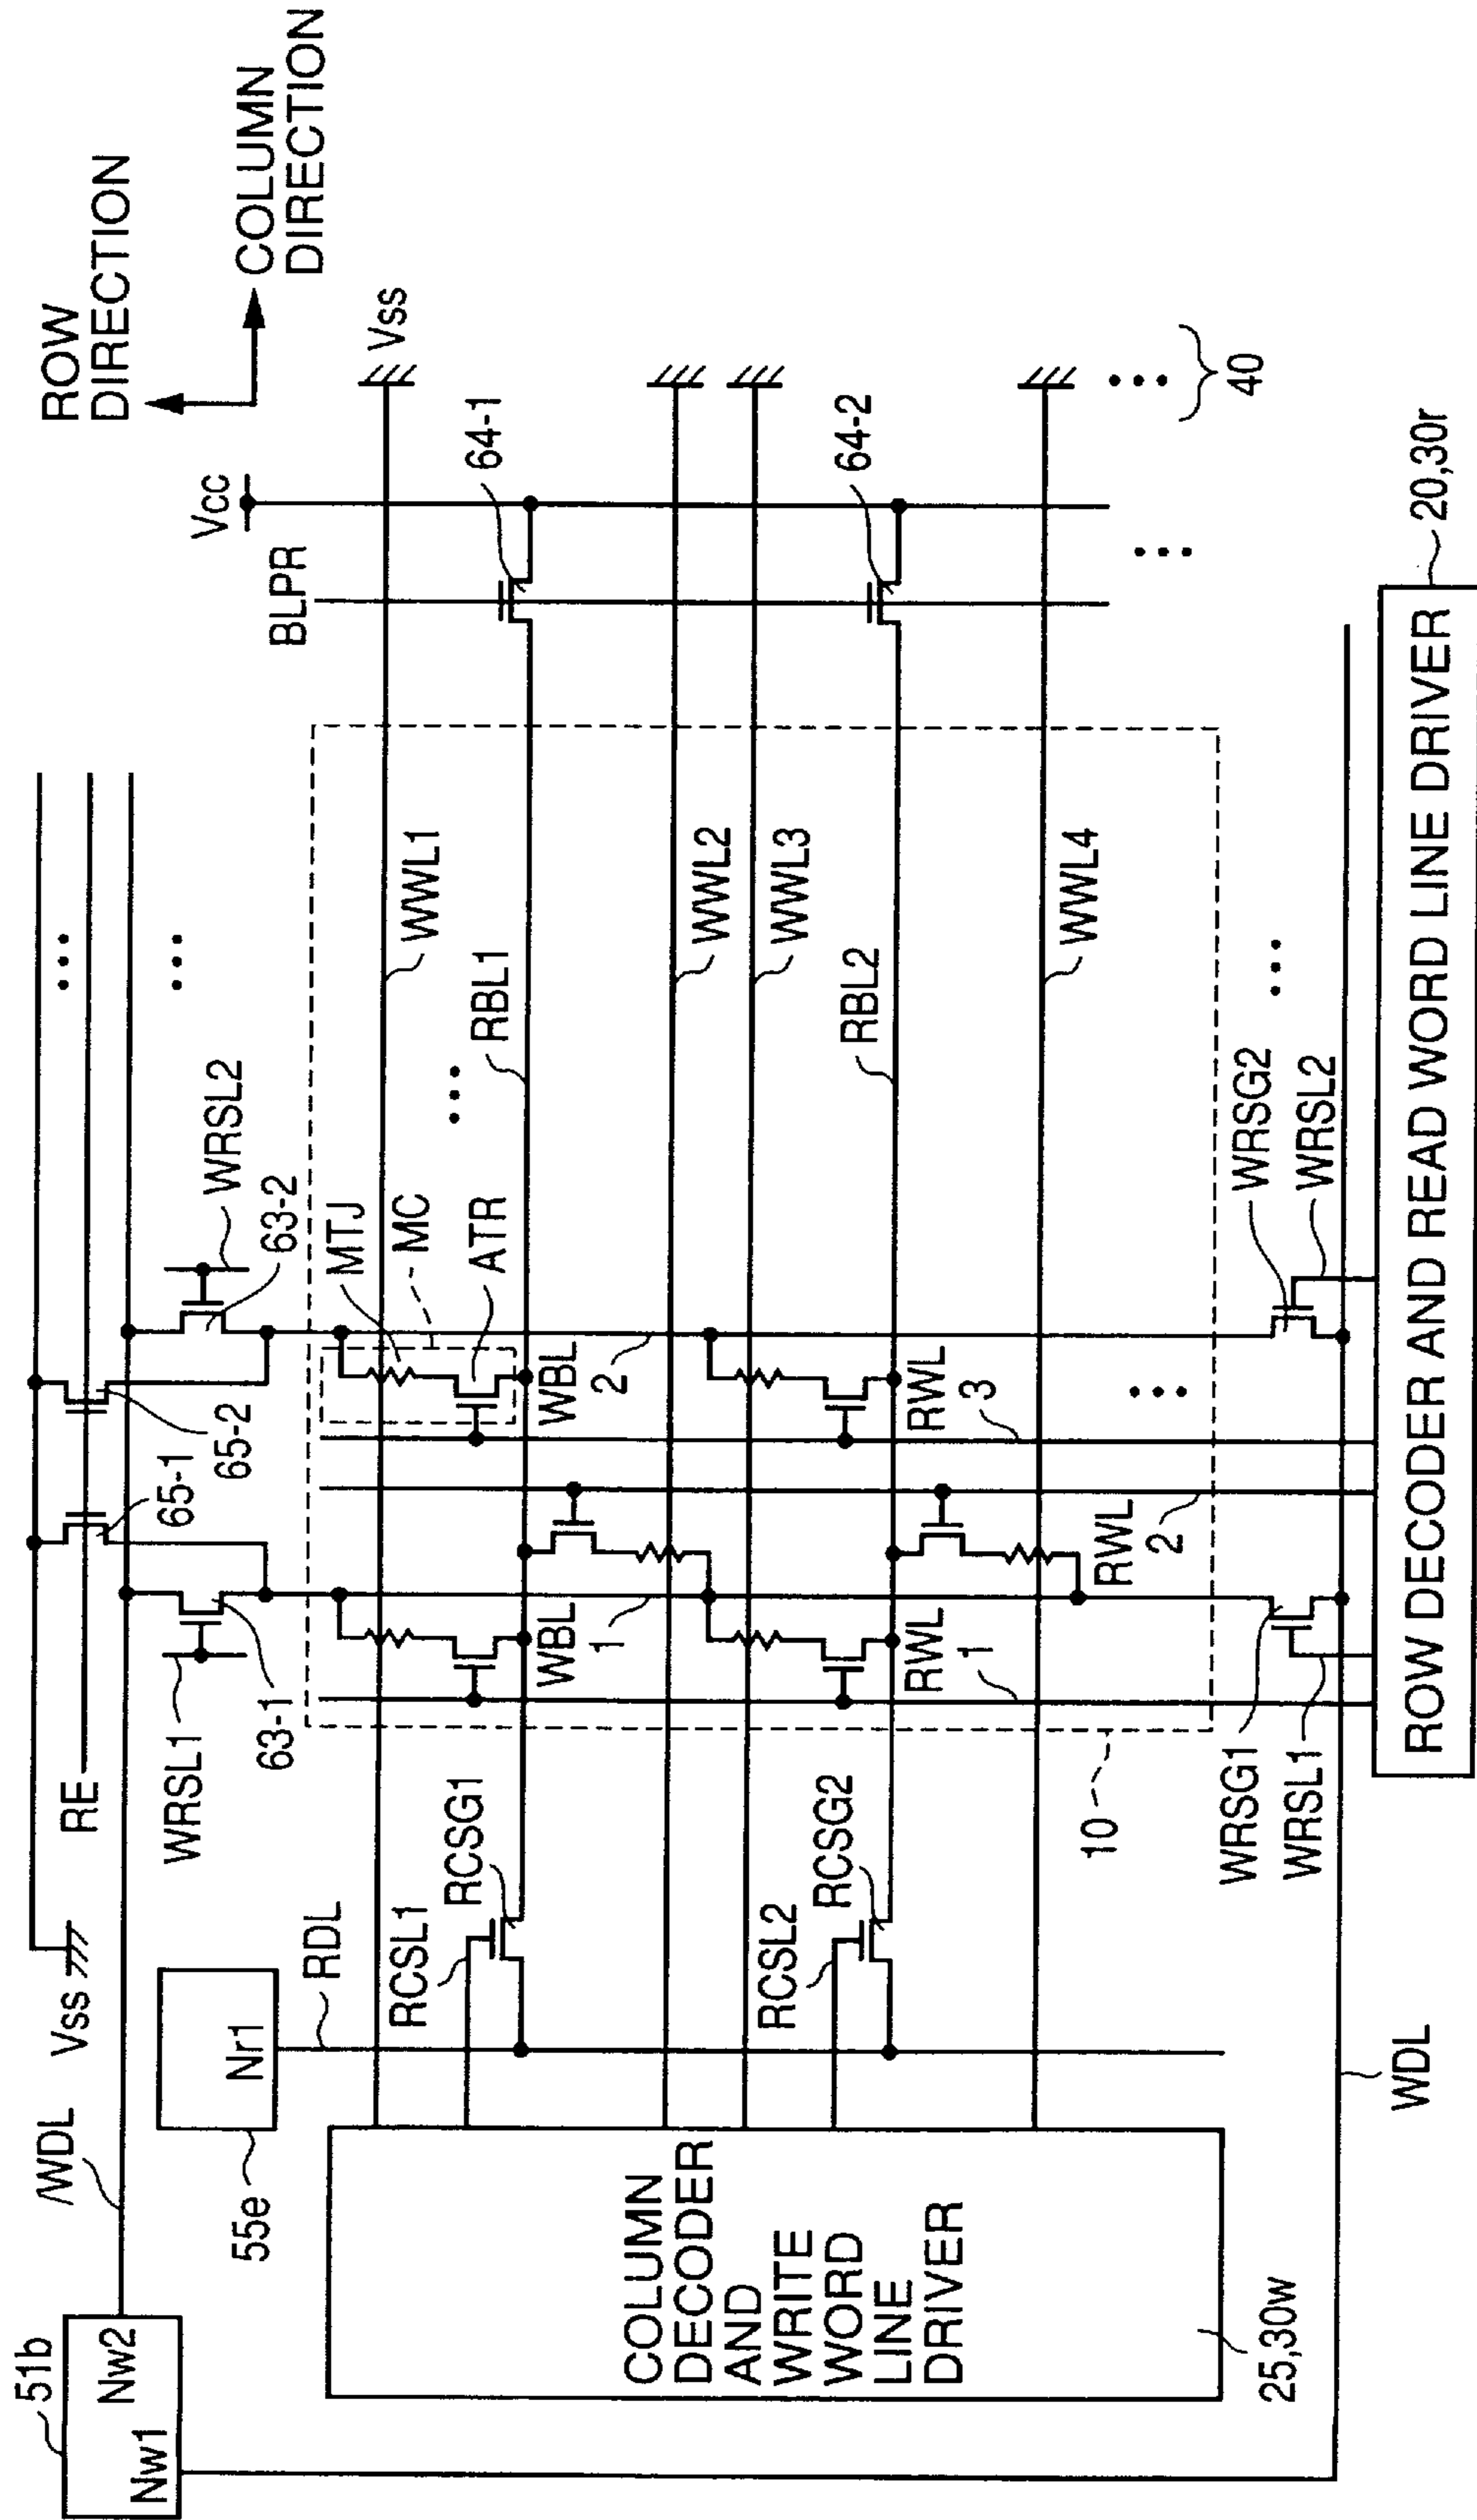 51b
Nw1
Nw2
/WDL
Vss
RE
55e
Nr1
RDL
WRSL1
63-1
65-1
65-2
63-2
WRSL2
•••
•••
ROW
DIRECTION
COLUMN
DIRECTION
BLPR
Vcc
Vss
COLUMN
DECODER
AND
WRITE
WORD
LINE
DRIVER
25,30w
RCSL1
RCSG1
RCSL2
RCSG2
MTJ
MC
ATR
•••
WWL1
RBL1
64-1
WBL
1
WBL
2
WWL2
WWL3
RBL2
64-2
RWL
1
RWL
2
RWL
3
•••
WWL4
•••
•••
40
10
WRSG1
WRSL1
WRSG2
WRSL2
•••
WDL
ROW DECODER AND READ WORD LINE DRIVER
20,30r